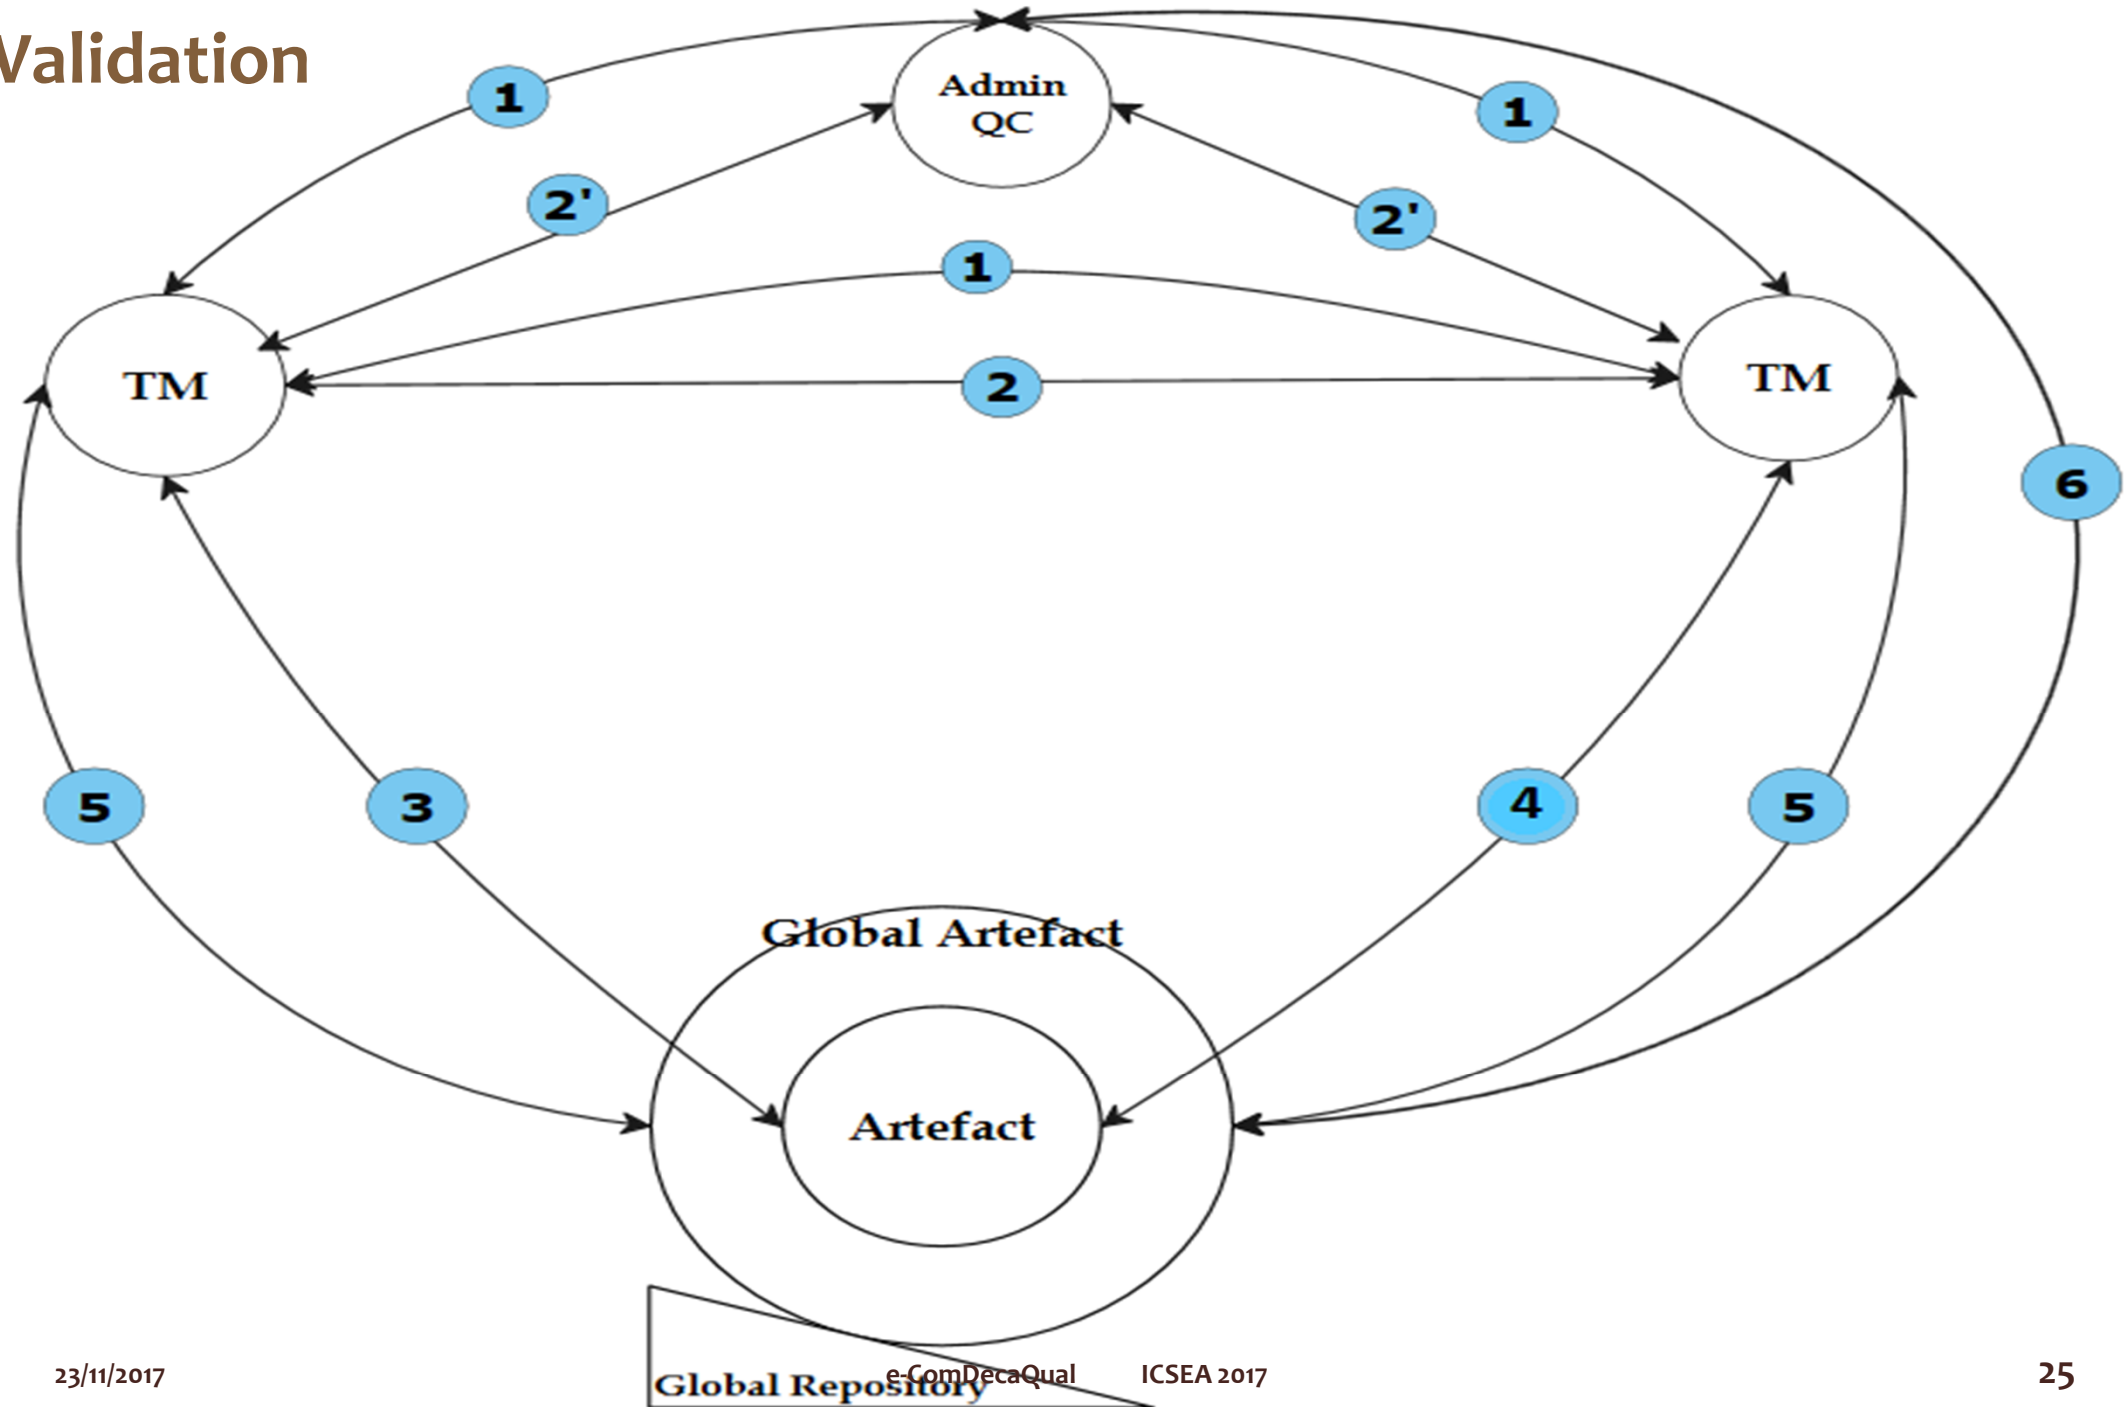 Validation
Admin
QC
1
1
2'
2'
1
2
TM
TM
6
5
3
4
5
Global Artefact
Artefact
Global Repository
23/11/2017
e-ComDecaQual
ICSEA 2017
25